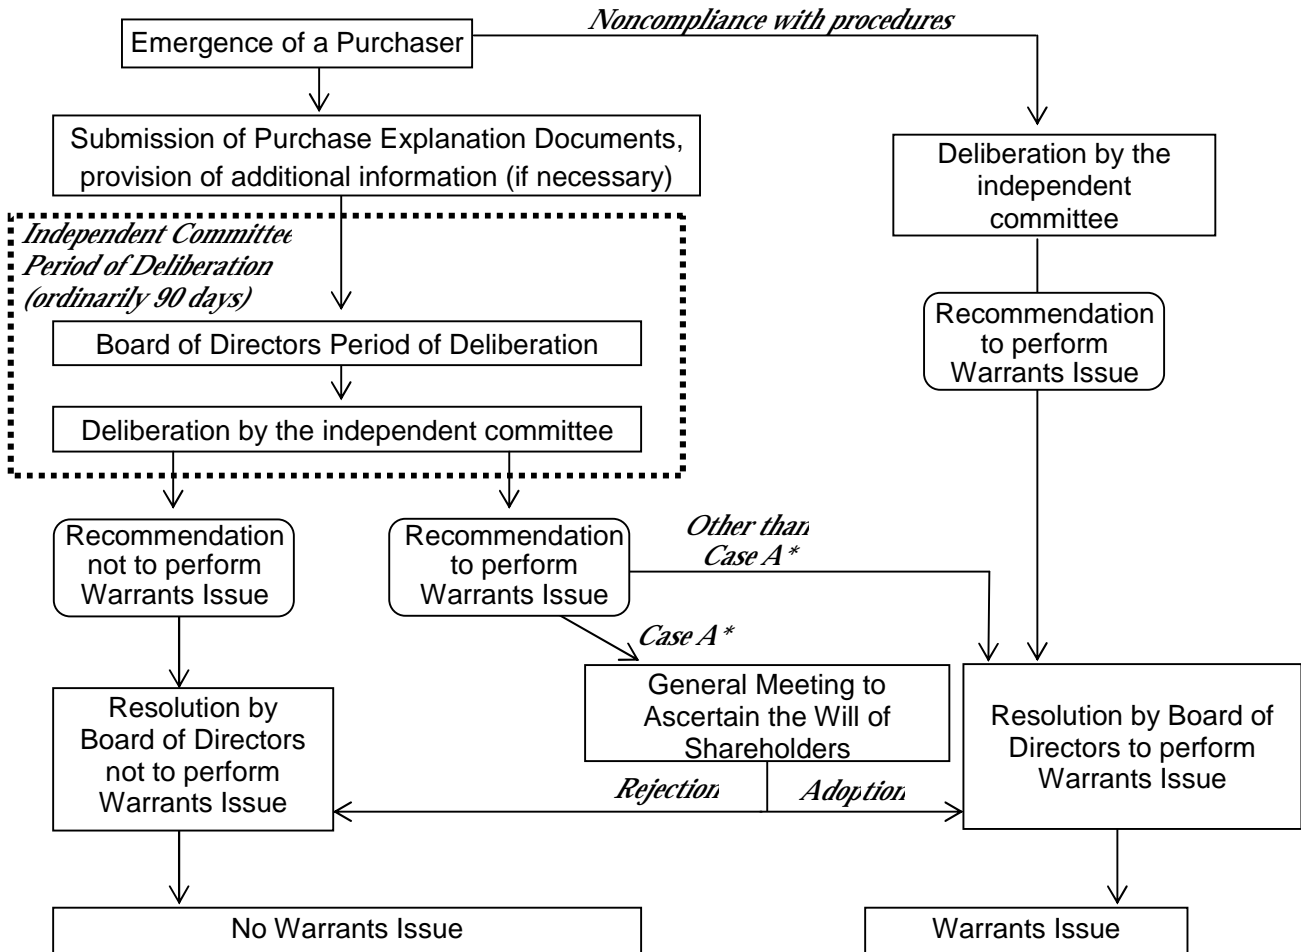 Noncompliance with procedures
Emergence of a Purchaser
Submission of Purchase Explanation Documents,
provision of additional information (if necessary)
Deliberation by the
independent
committee
Independent Committee
Period of Deliberation
(ordinarily 90 days)
Recommendation
to perform
Warrants Issue
Board of Directors Period of Deliberation
Deliberation by the independent committee
Recommendation
not to perform
Warrants Issue
Recommendation
to perform
Warrants Issue
Other than
Case A*
Case A*
General Meeting to
Ascertain the Will of
Shareholders
Resolution by
Board of Directors
not to perform
Warrants Issue
Resolution by Board of
Directors to perform
Warrants Issue
Rejection
Adoption
No Warrants Issue
Warrants Issue